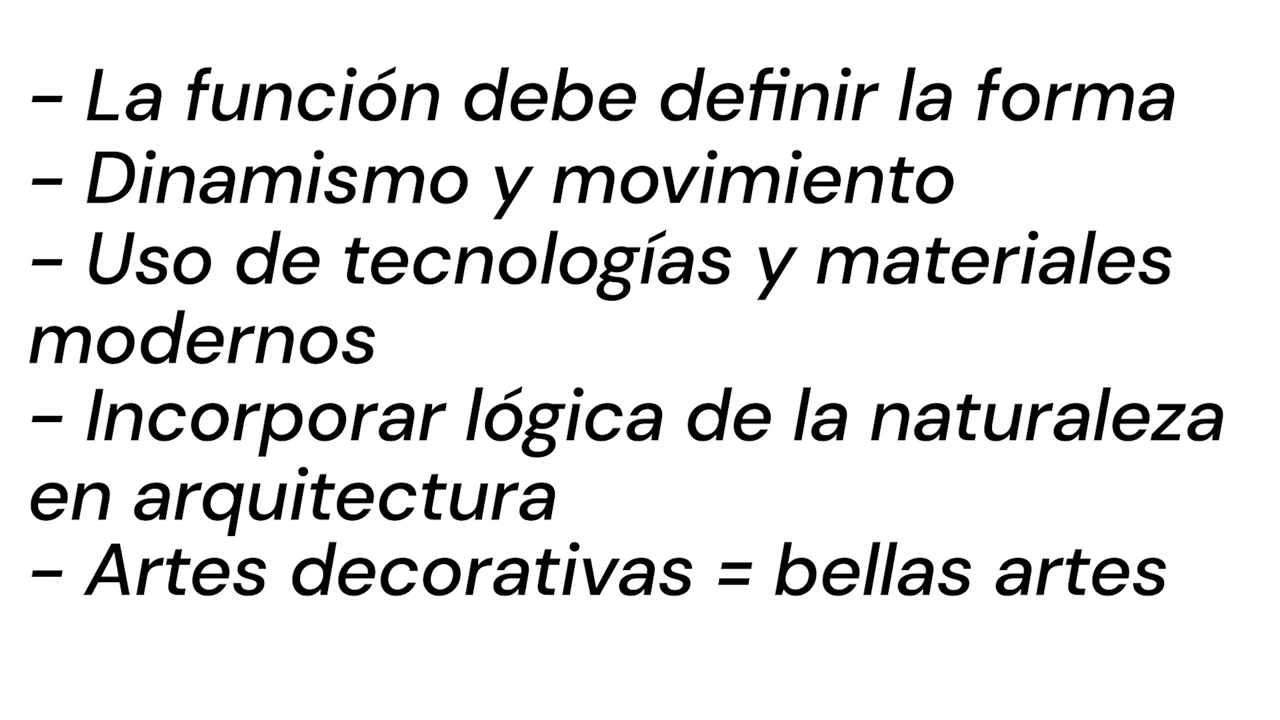 - La función debe definir la forma
- Dinamismo y movimiento
- Uso de tecnologías y materiales
modernos
- Incorporar lógica de la naturaleza
en arquitectura
- Artes decorativas = bellas artes